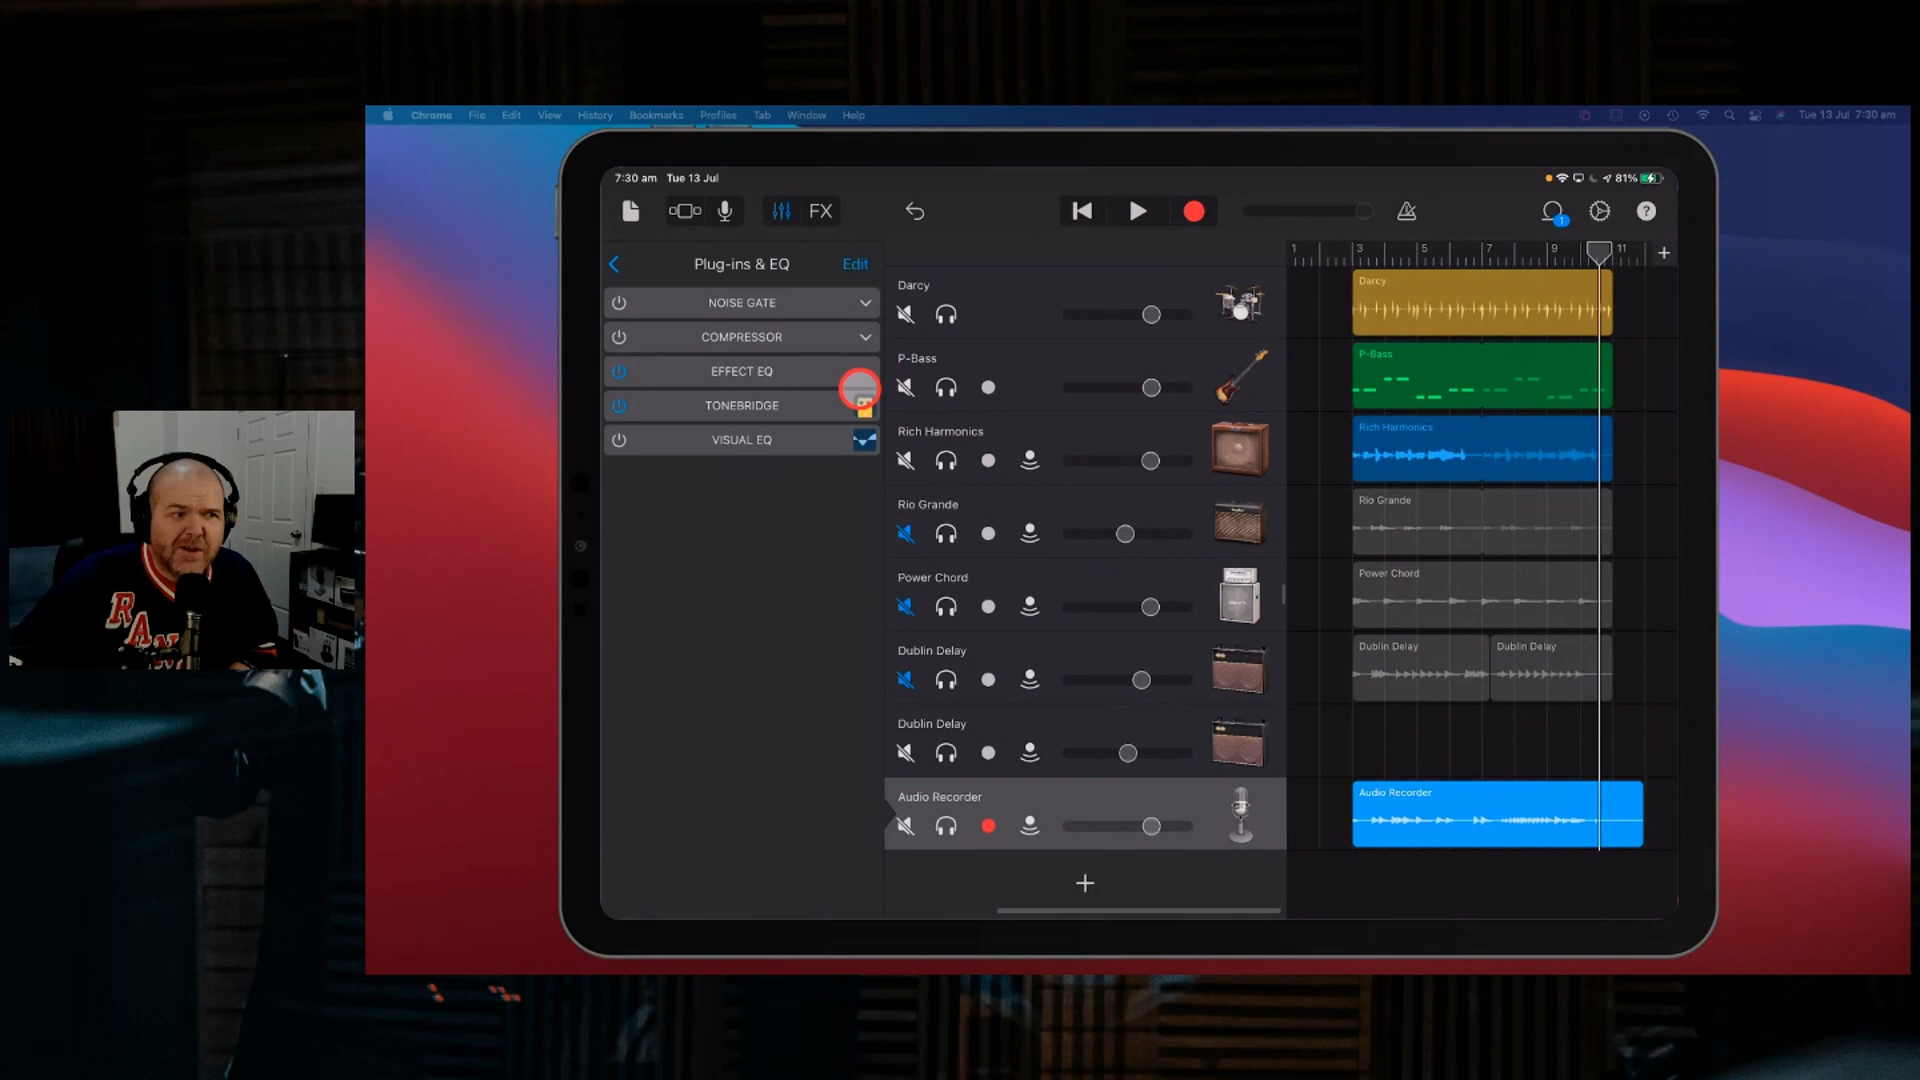 Chrome File Edit View History Bookmarks Profiles Tab Window Help Tue 13 Jul 7:30 am
7:30 am Tue 13 Jul 81%
FX 1 ?
Plug-ins & EQ Edit
1 3 5 7 9 11
NOISE GATE
COMPRESSOR
EFFECT EQ
TONEBRIDGE
VISUAL EQ
Darcy
P-Bass
Rich Harmonics
Rio Grande
Power Chord
Dublin Delay
Dublin Delay
Audio Recorder
Darcy
P-Bass
Rich Harmonics
Rio Grande
Power Chord
Dublin Delay Dublin Delay
Audio Recorder
RAN